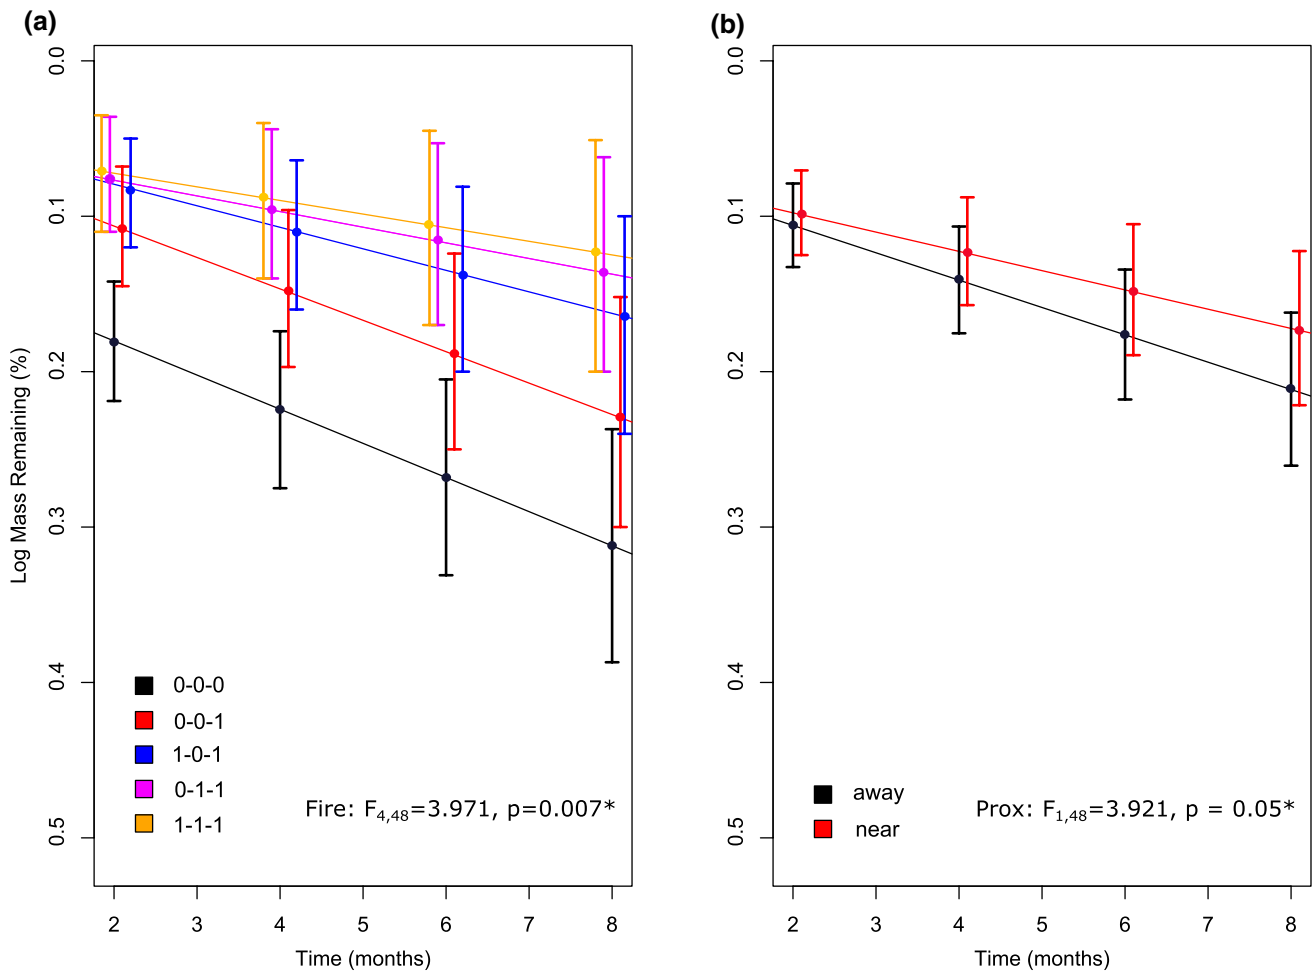 (a)
0.0
0.1
0.2
0.3
0.4
0.5
Log Mass Remaining (%)
0-0-0
0-0-1
1-0-1
0-1-1
1-1-1
Fire: F4,48=3.971, p=0.007*
2 3 4 5 6 7 8
Time (months)
(b)
0.0
0.1
0.2
0.3
0.4
0.5
away
near
Prox: F1,48=3.921, p = 0.05*
2 3 4 5 6 7 8
Time (months)